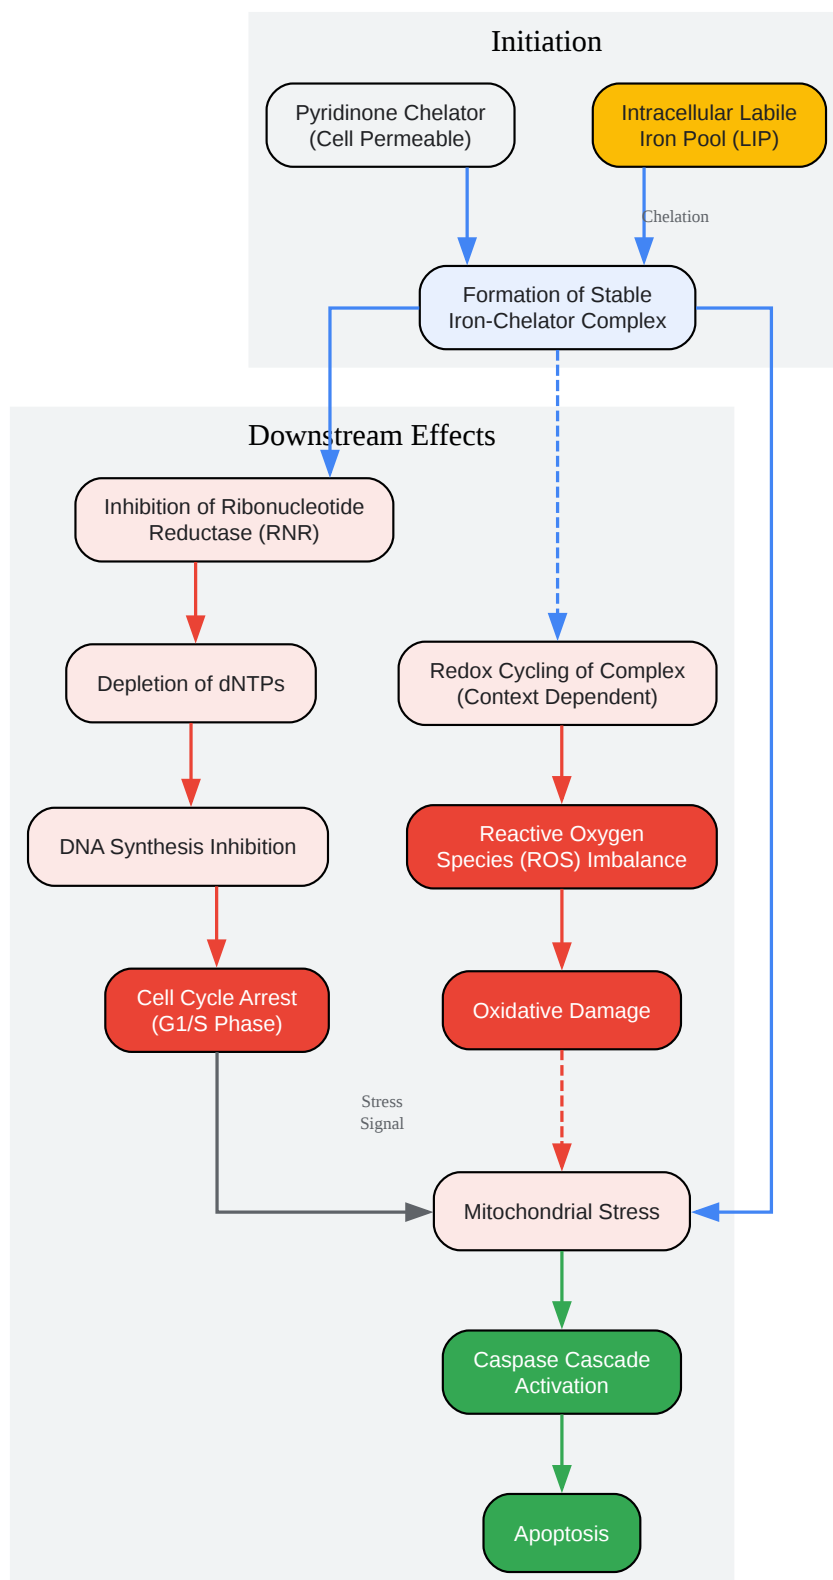 Initiation
Pyridinone Chelator
(Cell Permeable)
Intracellular Labile
Iron Pool (LIP)
Chelation
Formation of Stable
Iron-Chelator Complex
Downstream Effects
Inhibition of Ribonucleotide
Reductase (RNR)
Depletion of dNTPs
Redox Cycling of Complex
(Context Dependent)
DNA Synthesis Inhibition
Reactive Oxygen
Species (ROS) Imbalance
Cell Cycle Arrest
(G1/S Phase)
Oxidative Damage
Stress
Signal
Mitochondrial Stress
Caspase Cascade
Activation
Apoptosis